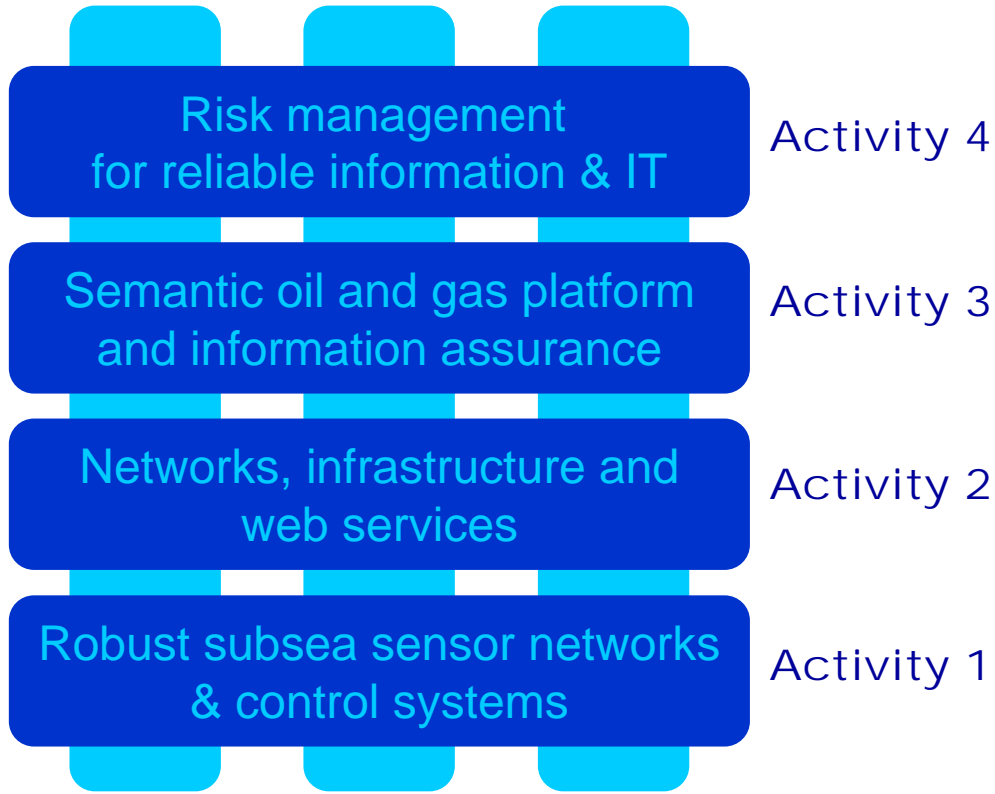 Risk management
for reliable information & IT
Activity 4
Semantic oil and gas platform
and information assurance
Activity 3
Networks, infrastructure and
web services
Activity 2
Robust subsea sensor networks
& control systems
Activity 1